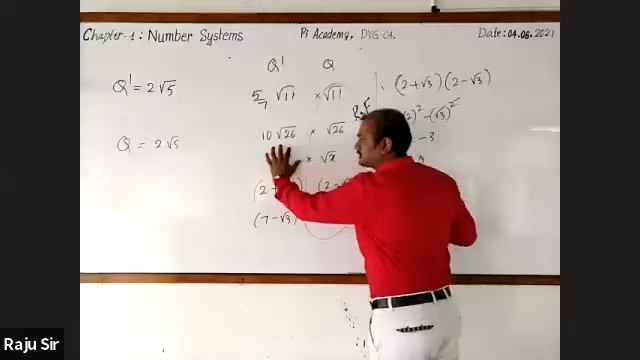 Chapter-1: Number Systems
Pi Academy, DVG-04.
Date: 04.06.2021
Q' Q
Q' = 2√5
5/7 √11 × √11
(2+√3)(2-√3)
R.F
2)² - (√3)²
10√26 × √26
- 3
Q = 2√5
× √x
(2
(2 -
(7-√3)
Raju Sir